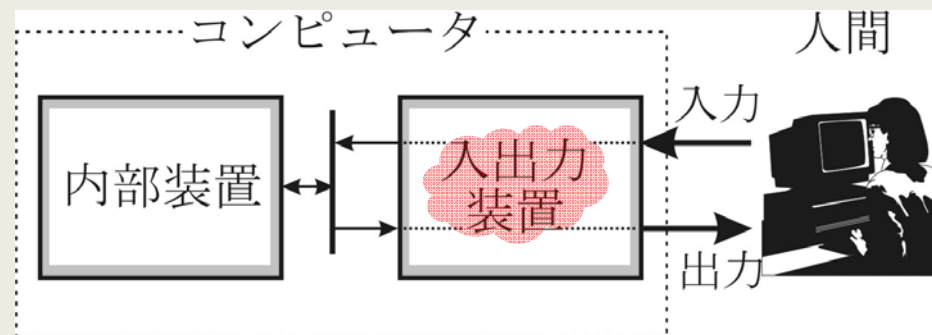 コンピュータ
人間
入力
内部装置
入出力
装置
出力